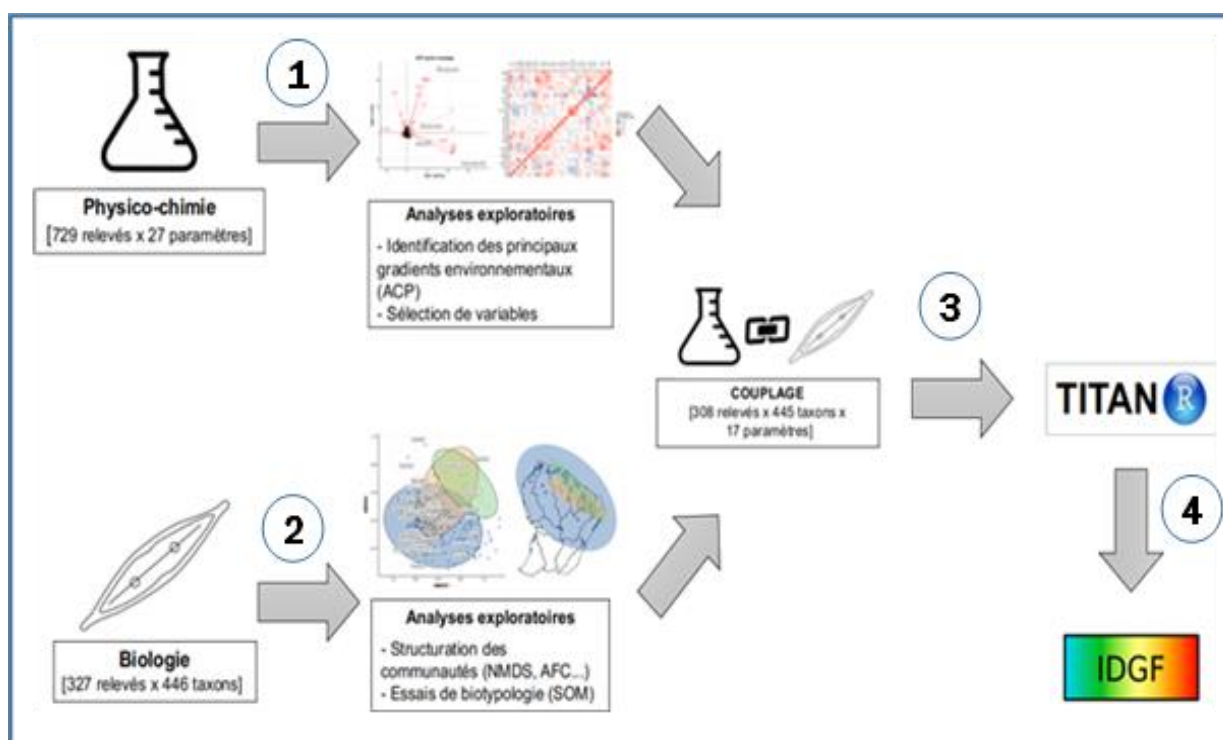 1
Physico-chimie
[729 relevés x 27 paramètres]
Analyses exploratoires
- Identification des principaux
gradients environnementaux
(ACP)
- Sélection de variables
2
Biologie
[327 relevés x 446 taxons]
Analyses exploratoires
- Structuration des
communautés (NMDS, AFC...)
- Essais de biotypologie (SOM)
COUPLAGE
[308 relevés x 445 taxons x
17 paramètres]
3
TITAN R
4
IDGF